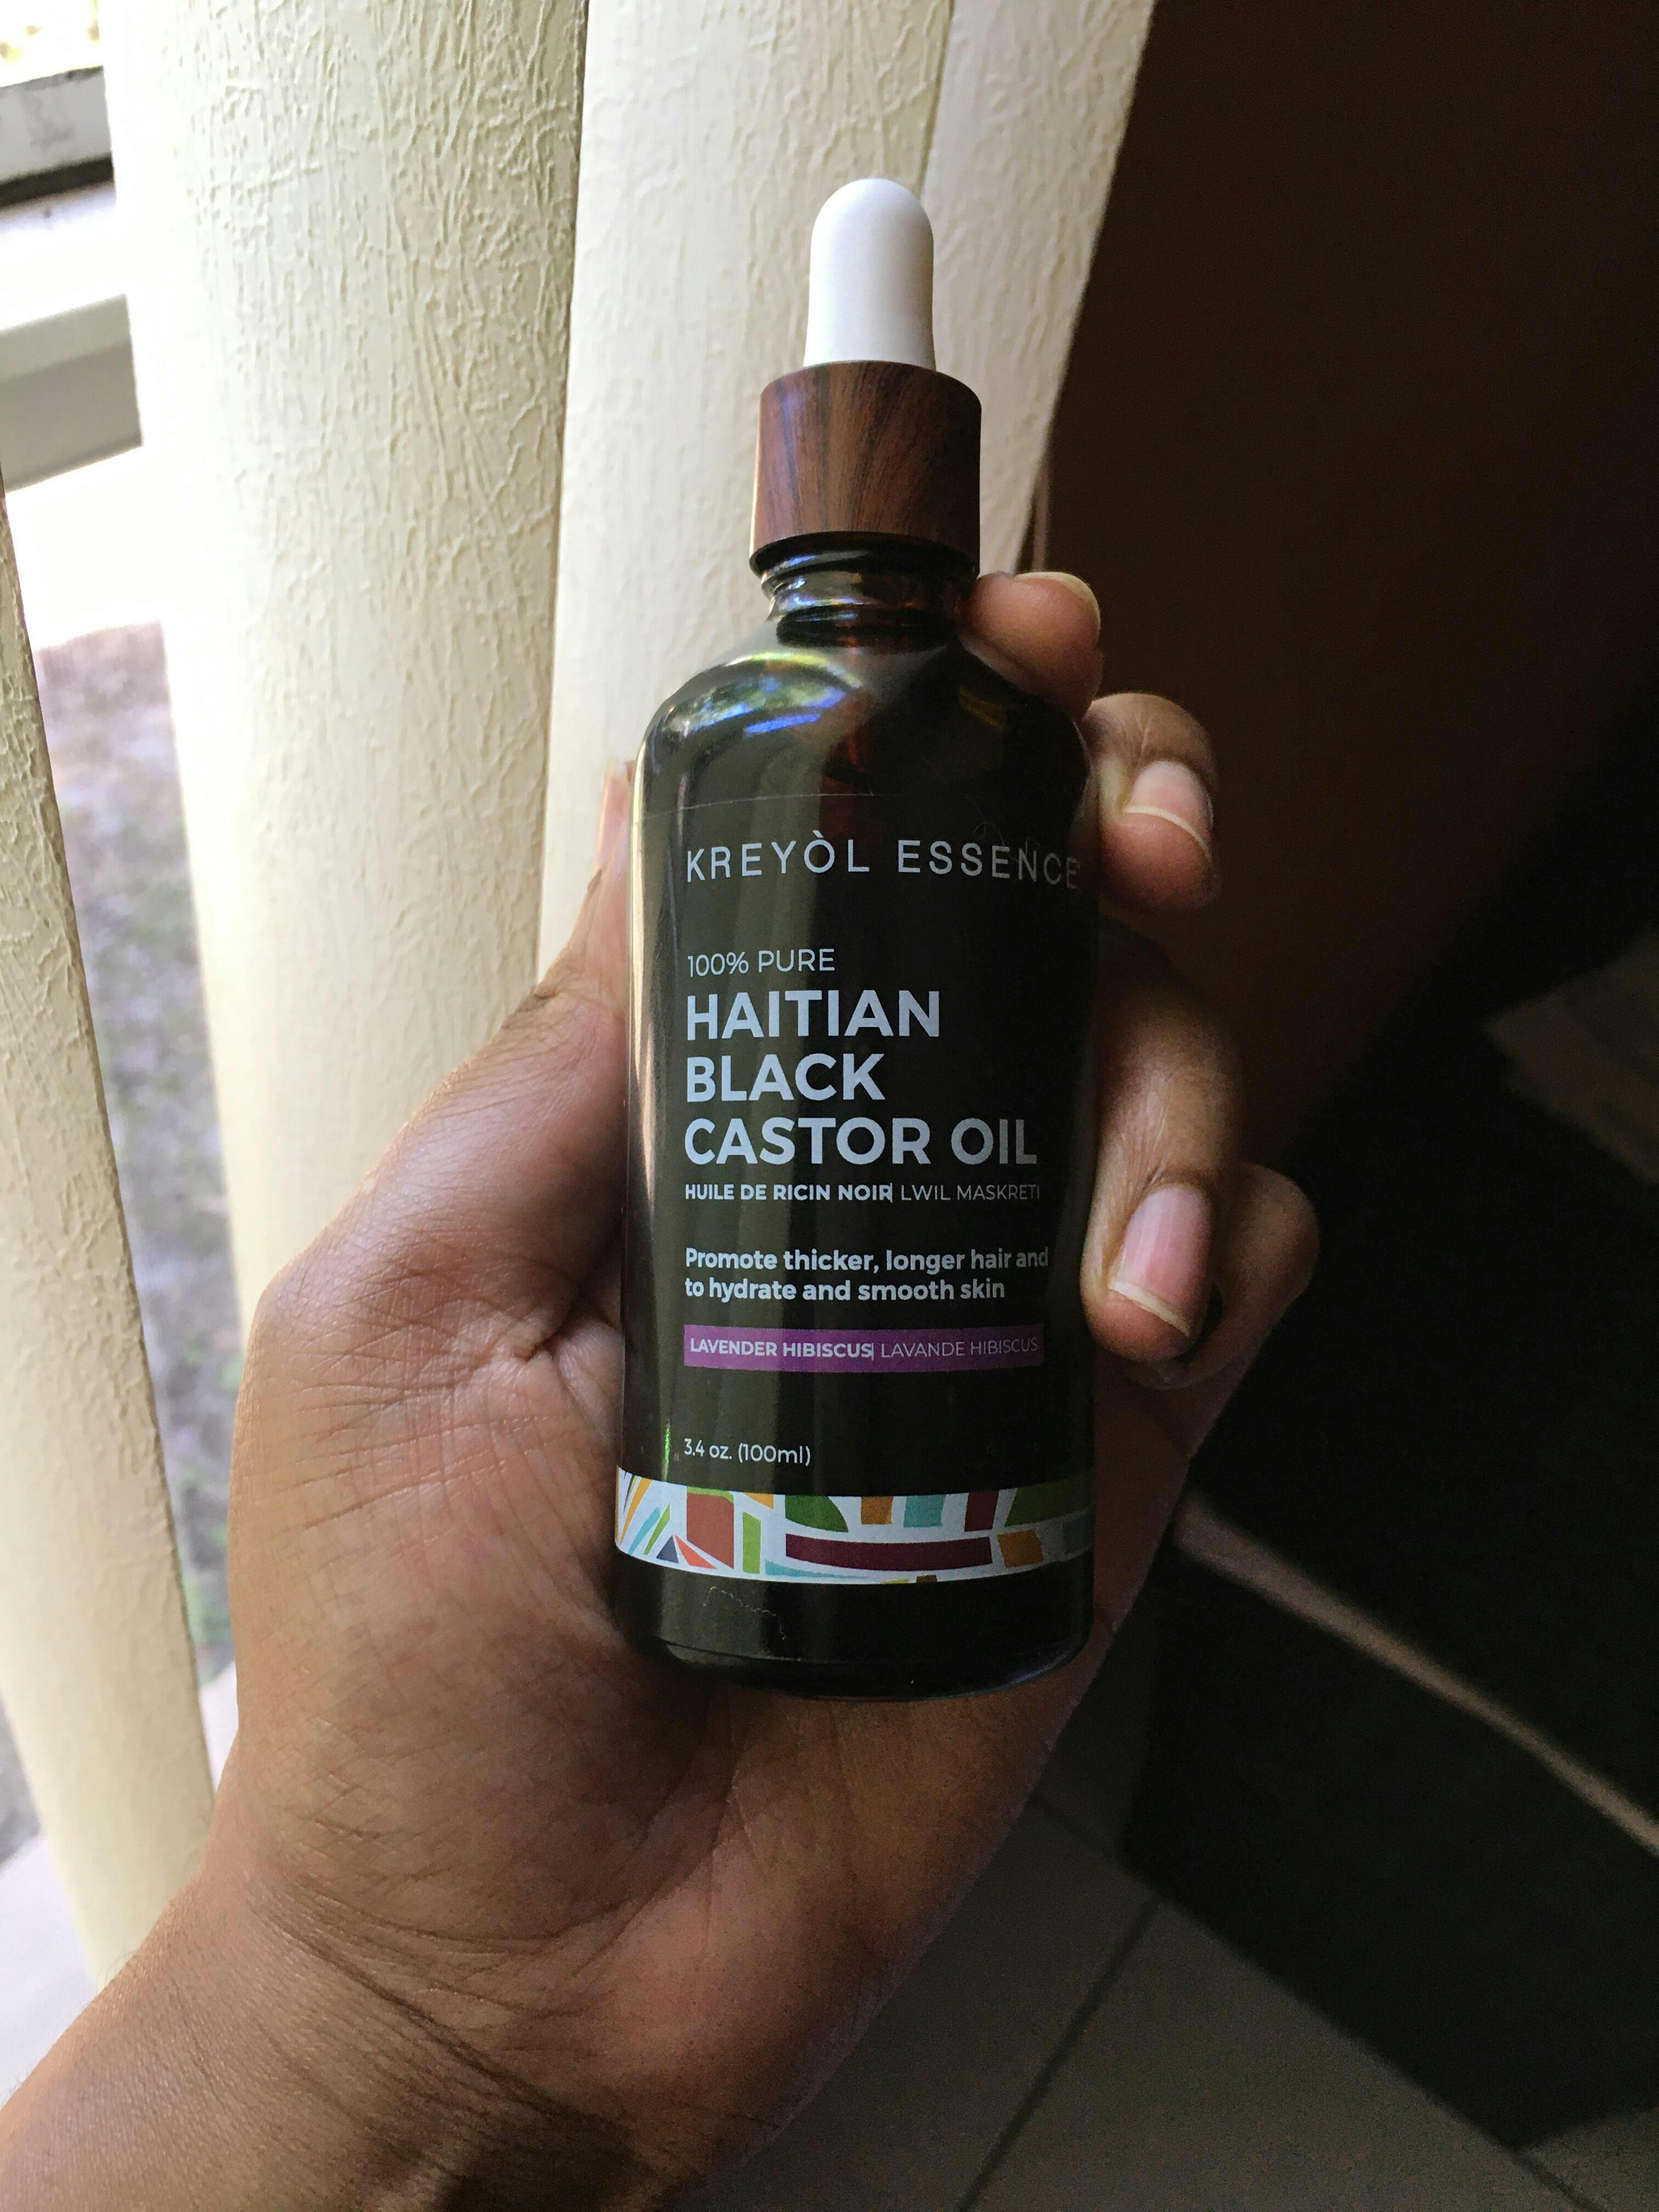 KREYÒL ESSENCE
100% PURE
HAITIAN
BLACK
CASTOR OIL
HUILE DE RICIN NOIR| LWIL MASKRETI
Promote thicker, longer hair and
to hydrate and smooth skin
LAVENDER HIBISCUS| LAVANDE HIBISCUS
3.4 oz. (100ml)